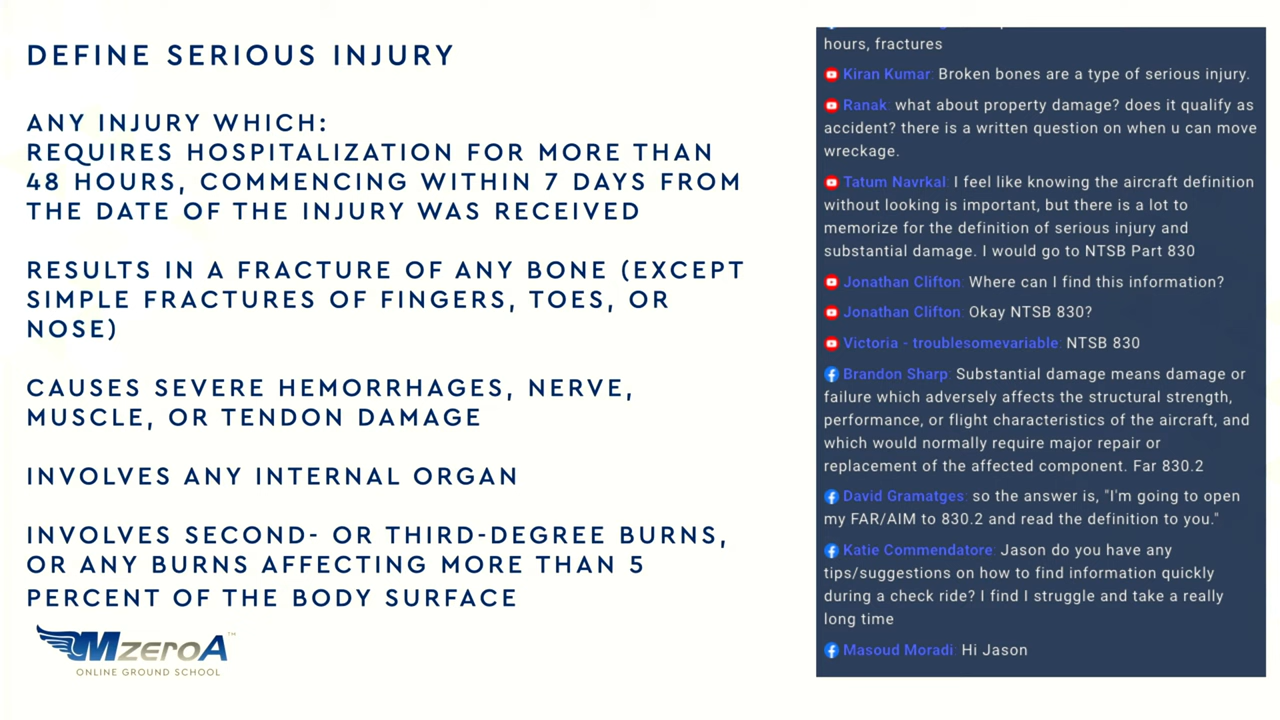 DEFINE SERIOUS INJURY
ANY INJURY WHICH:
REQUIRES HOSPITALIZATION FOR MORE THAN
48 HOURS, COMMENCING WITHIN 7 DAYS FROM
THE DATE OF THE INJURY WAS RECEIVED
RESULTS IN A FRACTURE OF ANY BONE (EXCEPT
SIMPLE FRACTURES OF FINGERS, TOES, OR
NOSE)
CAUSES SEVERE HEMORRHAGES, NERVE,
MUSCLE, OR TENDON DAMAGE
INVOLVES ANY INTERNAL ORGAN
INVOLVES SECOND- OR THIRD-DEGREE BURNS,
OR ANY BURNS AFFECTING MORE THAN 5
PERCENT OF THE BODY SURFACE
MzeroA™
ONLINE GROUND SCHOOL
hours, fractures
Kiran Kumar: Broken bones are a type of serious injury.
Ranak: what about property damage? does it qualify as
accident? there is a written question on when u can move
wreckage.
Tatum Navrkal: I feel like knowing the aircraft definition
without looking is important, but there is a lot to
memorize for the definition of serious injury and
substantial damage. I would go to NTSB Part 830
Jonathan Clifton: Where can I find this information?
Jonathan Clifton: Okay NTSB 830?
Victoria - troublesomevariable: NTSB 830
Brandon Sharp: Substantial damage means damage or
failure which adversely affects the structural strength,
performance, or flight characteristics of the aircraft, and
which would normally require major repair or
replacement of the affected component. Far 830.2
David Gramatges: so the answer is, "I'm going to open
my FAR/AIM to 830.2 and read the definition to you."
Katie Commendatore: Jason do you have any
tips/suggestions on how to find information quickly
during a check ride? I find I struggle and take a really
long time
Masoud Moradi: Hi Jason